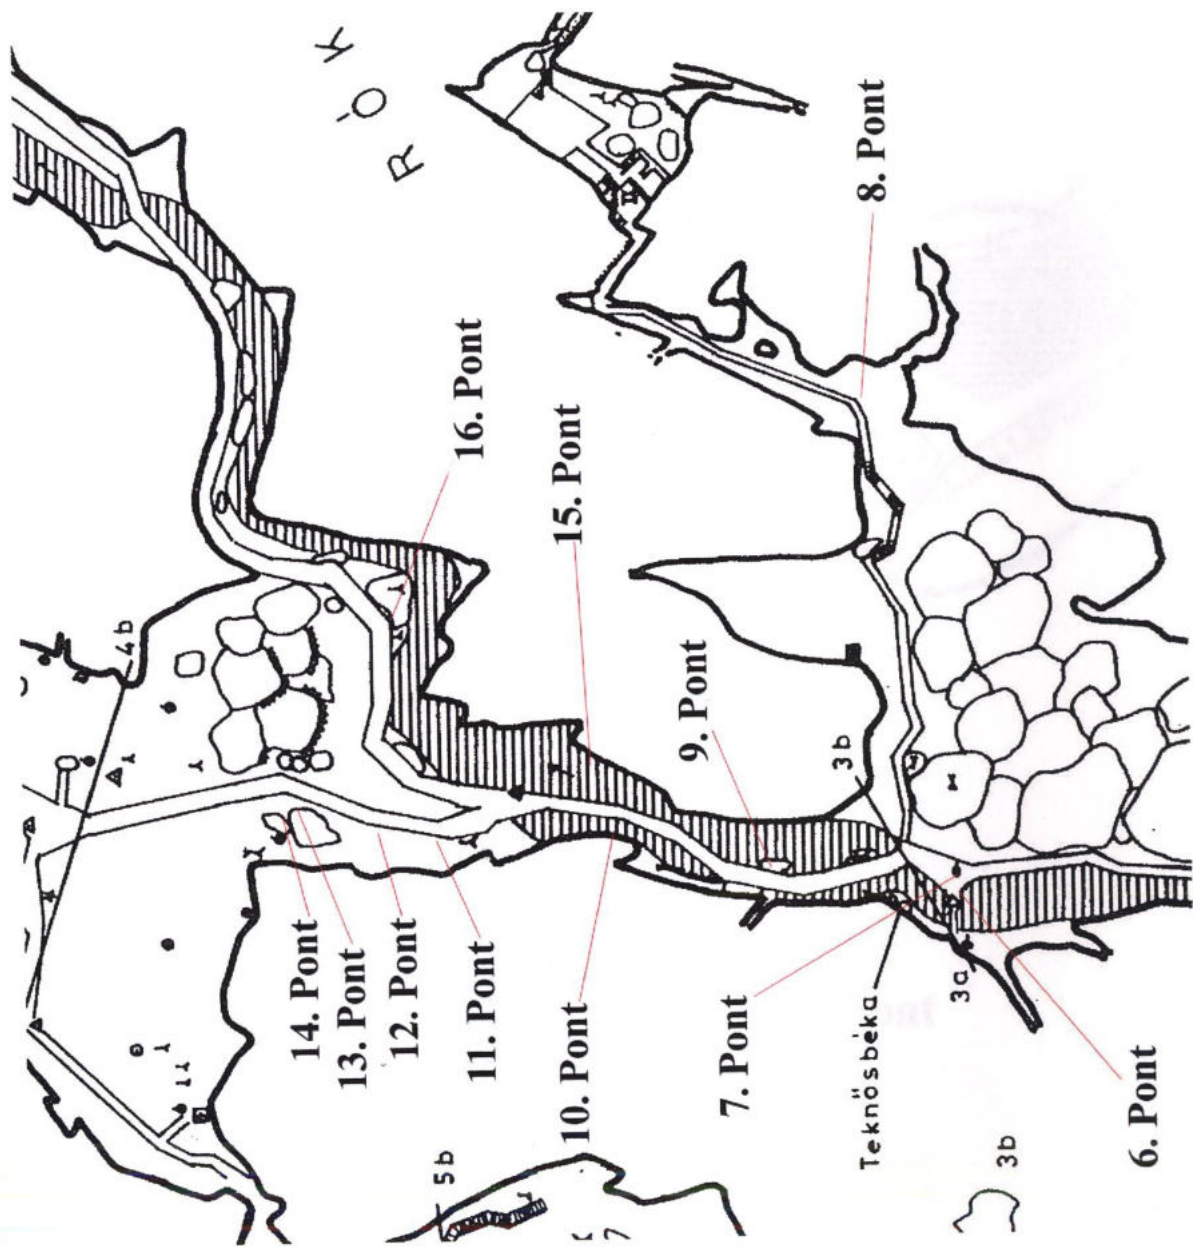 R Ö K
8. Pont
16. Pont
15. Pont
4b
9. Pont
3b
14. Pont
13. Pont
12. Pont
11. Pont
10. Pont
7. Pont
Teknősbéka
3a
6. Pont
5b
3b